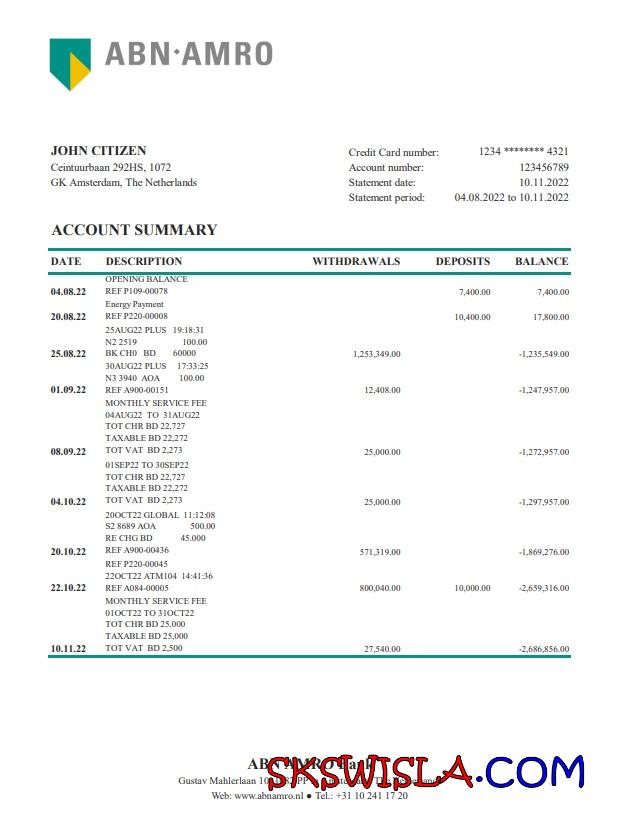 ABN·AMRO
JOHN CITIZEN
Ceintuurbaan 292HS, 1072
GK Amsterdam, The Netherlands
Credit Card number: 1234 ******** 4321
Account number: 123456789
Statement date: 10.11.2022
Statement period: 04.08.2022 to 10.11.2022
ACCOUNT SUMMARY
DATE DESCRIPTION WITHDRAWALS DEPOSITS BALANCE
OPENING BALANCE
04.08.22 REF P109-00078 7,400.00 7,400.00
Energy Payment
20.08.22 REF P220-00008 10,400.00 17,800.00
25AUG22 PLUS 19:18:31
N2 2519 100.00
25.08.22 BK CH0 BD 60000 1,253,349.00 -1,235,549.00
30AUG22 PLUS 17:33:25
N3 3940 AOA 100.00
01.09.22 REF A900-00151 12,408.00 -1,247,957.00
MONTHLY SERVICE FEE
04AUG22 TO 31AUG22
TOT CHR BD 22,727
TAXABLE BD 22,272
08.09.22 TOT VAT BD 2,273 25,000.00 -1,272,957.00
01SEP22 TO 30SEP22
TOT CHR BD 22,727
TAXABLE BD 22,272
04.10.22 TOT VAT BD 2,273 25,000.00 -1,297,957.00
20OCT22 GLOBAL 11:12:08
S2 8689 AOA 500.00
RE CHG BD 45.000
20.10.22 REF A900-00436 571,319.00 -1,869,276.00
REF P220-00045
22OCT22 ATM104 14:41:36
22.10.22 REF A084-00005 800,040.00 10,000.00 -2,659,316.00
MONTHLY SERVICE FEE
01OCT22 TO 31OCT22
TOT CHR BD 25,000
TAXABLE BD 25,000
10.11.22 TOT VAT BD 2,500 27,540.00 -2,686,856.00
ABN AMRO
SKSWISLA.COM
Gustav Mahlerlaan
Web: www.abnamro.nl ● Tel.: +31 10 241 17 20